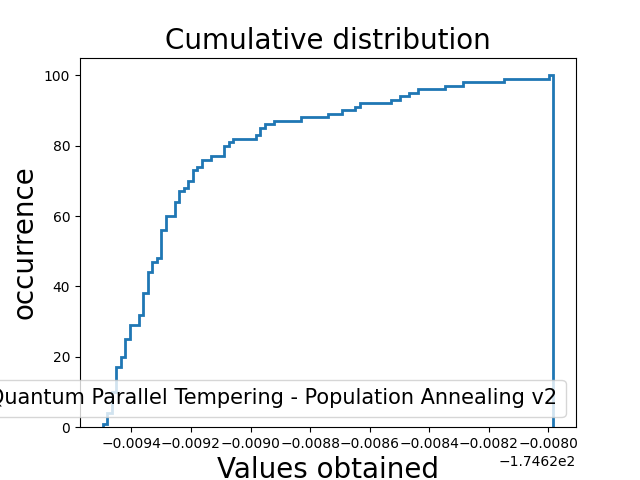 Cumulative distribution
100
80
60
40
20
0
occurrence
Quantum Parallel Tempering - Population Annealing v2
−0.0094 −0.0092 −0.0090 −0.0088 −0.0086 −0.0084 −0.0082 −0.0080
−1.7462e2
Values obtained